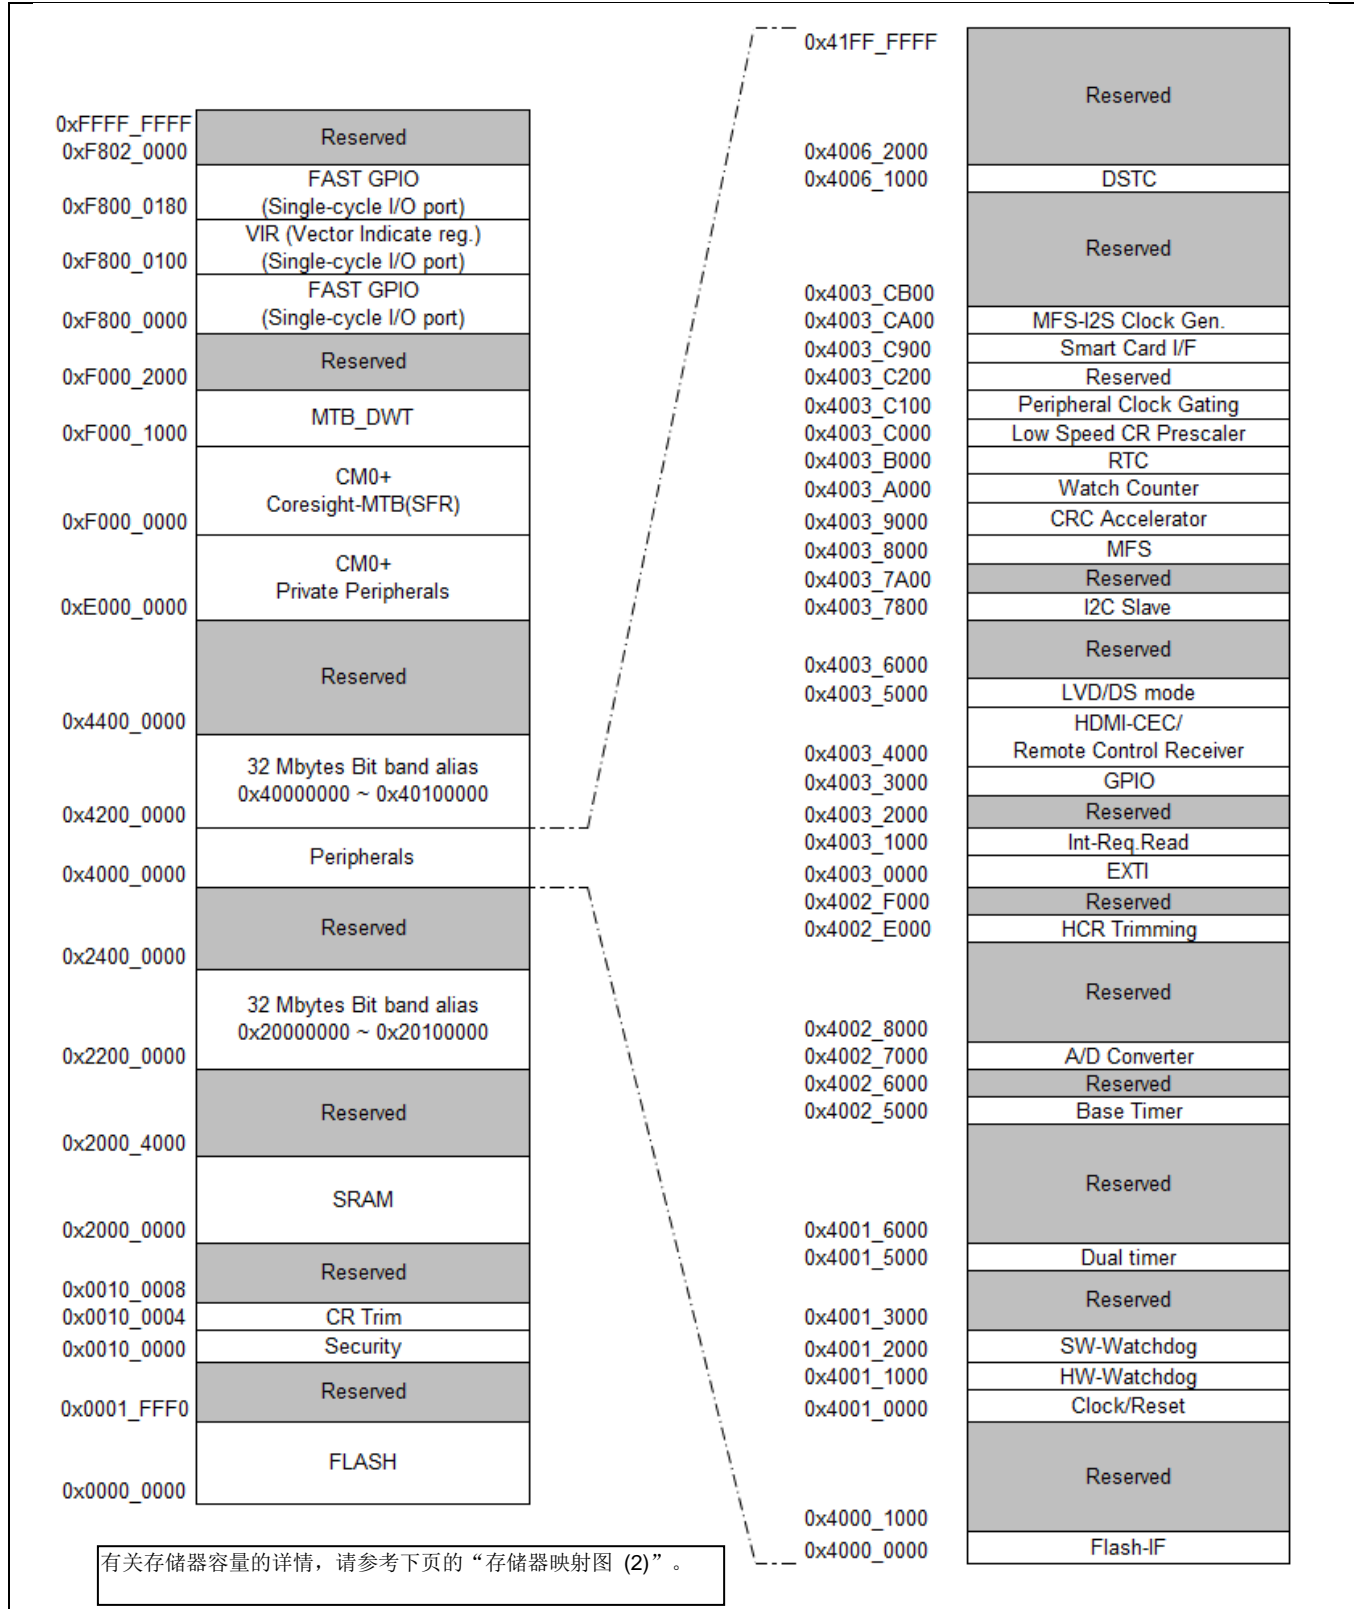 0xFFFF_FFFF
Reserved
0xF802_0000
FAST GPIO
(Single-cycle I/O port)
0xF800_0180
VIR (Vector Indicate reg.)
(Single-cycle I/O port)
0xF800_0100
FAST GPIO
(Single-cycle I/O port)
0xF800_0000
Reserved
0xF000_2000
MTB_DWT
0xF000_1000
CM0+
Coresight-MTB(SFR)
0xF000_0000
CM0+
Private Peripherals
0xE000_0000
Reserved
0x4400_0000
32 Mbytes Bit band alias
0x40000000 ~ 0x40100000
0x4200_0000
Peripherals
0x4000_0000
Reserved
0x2400_0000
32 Mbytes Bit band alias
0x20000000 ~ 0x20100000
0x2200_0000
Reserved
0x2000_4000
SRAM
0x2000_0000
Reserved
0x0010_0008
0x0010_0004 CR Trim
0x0010_0000 Security
Reserved
0x0001_FFF0
FLASH
0x0000_0000
0x41FF_FFFF
Reserved
0x4006_2000
0x4006_1000 DSTC
Reserved
0x4003_CB00
0x4003_CA00 MFS-I2S Clock Gen.
0x4003_C900 Smart Card I/F
0x4003_C200 Reserved
0x4003_C100 Peripheral Clock Gating
0x4003_C000 Low Speed CR Prescaler
0x4003_B000 RTC
0x4003_A000 Watch Counter
0x4003_9000 CRC Accelerator
0x4003_8000 MFS
0x4003_7A00 Reserved
0x4003_7800 I2C Slave
Reserved
0x4003_6000
0x4003_5000 LVD/DS mode
HDMI-CEC/
0x4003_4000 Remote Control Receiver
0x4003_3000 GPIO
0x4003_2000 Reserved
0x4003_1000 Int-Req.Read
0x4003_0000 EXTI
0x4002_F000 Reserved
0x4002_E000 HCR Trimming
Reserved
0x4002_8000
0x4002_7000 A/D Converter
0x4002_6000 Reserved
0x4002_5000 Base Timer
Reserved
0x4001_6000
0x4001_5000 Dual timer
Reserved
0x4001_3000
0x4001_2000 SW-Watchdog
0x4001_1000 HW-Watchdog
0x4001_0000 Clock/Reset
Reserved
0x4000_1000
0x4000_0000 Flash-IF
有关存储器容量的详情，请参考下页的“存储器映射图 (2)”。